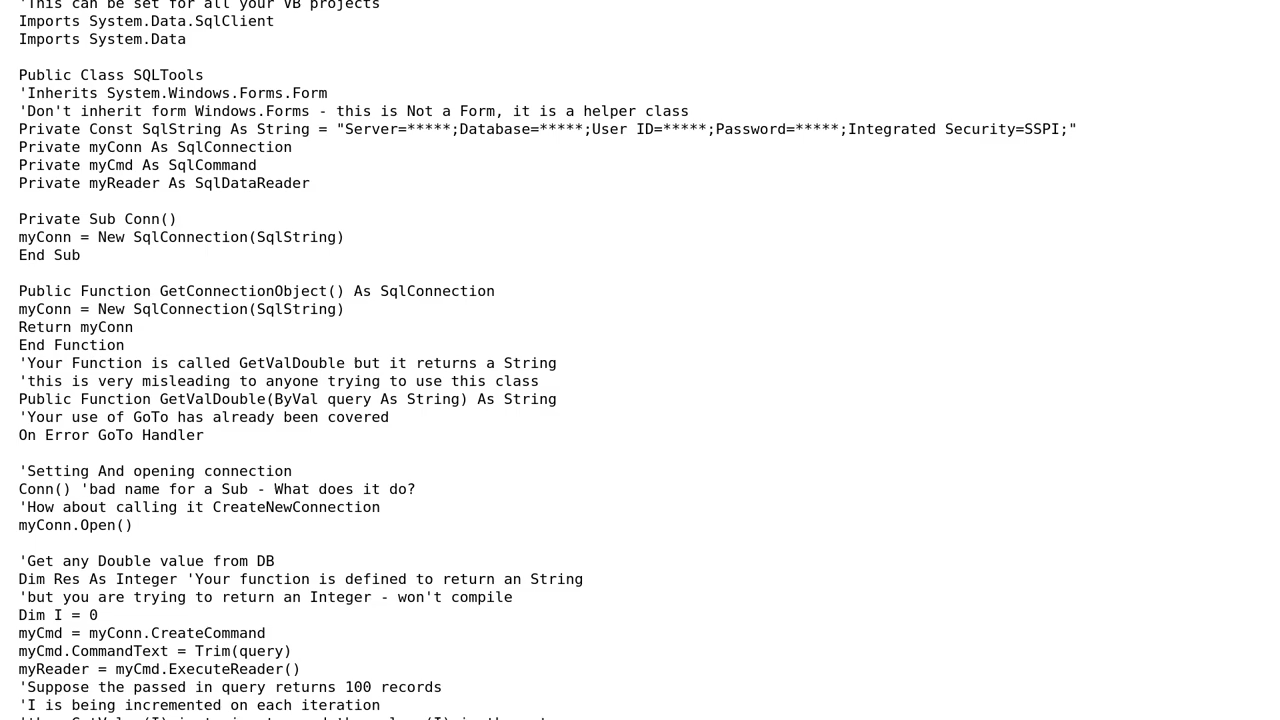 'This can be set for all your VB projects
Imports System.Data.SqlClient
Imports System.Data
Public Class SQLTools
'Inherits System.Windows.Forms.Form
'Don't inherit form Windows.Forms - this is Not a Form, it is a helper class
Private Const SqlString As String = "Server=*****;Database=*****;User ID=*****;Password=*****;Integrated Security=SSPI;"
Private myConn As SqlConnection
Private myCmd As SqlCommand
Private myReader As SqlDataReader
Private Sub Conn()
myConn = New SqlConnection(SqlString)
End Sub
Public Function GetConnectionObject() As SqlConnection
myConn = New SqlConnection(SqlString)
Return myConn
End Function
'Your Function is called GetValDouble but it returns a String
'this is very misleading to anyone trying to use this class
Public Function GetValDouble(ByVal query As String) As String
'Your use of GoTo has already been covered
On Error GoTo Handler
'Setting And opening connection
Conn() 'bad name for a Sub - What does it do?
'How about calling it CreateNewConnection
myConn.Open()
'Get any Double value from DB
Dim Res As Integer 'Your function is defined to return an String
'but you are trying to return an Integer - won't compile
Dim I = 0
myCmd = myConn.CreateCommand
myCmd.CommandText = Trim(query)
myReader = myCmd.ExecuteReader()
'Suppose the passed in query returns 100 records
'I is being incremented on each iteration